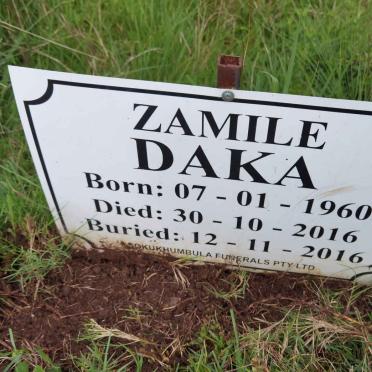 ZAMILE
DAKA
Born: 07 - 01 - 1960
Died: 30 - 10 - 2016
Buried: 12 - 11 - 2016
FUNERALS PTY LTD